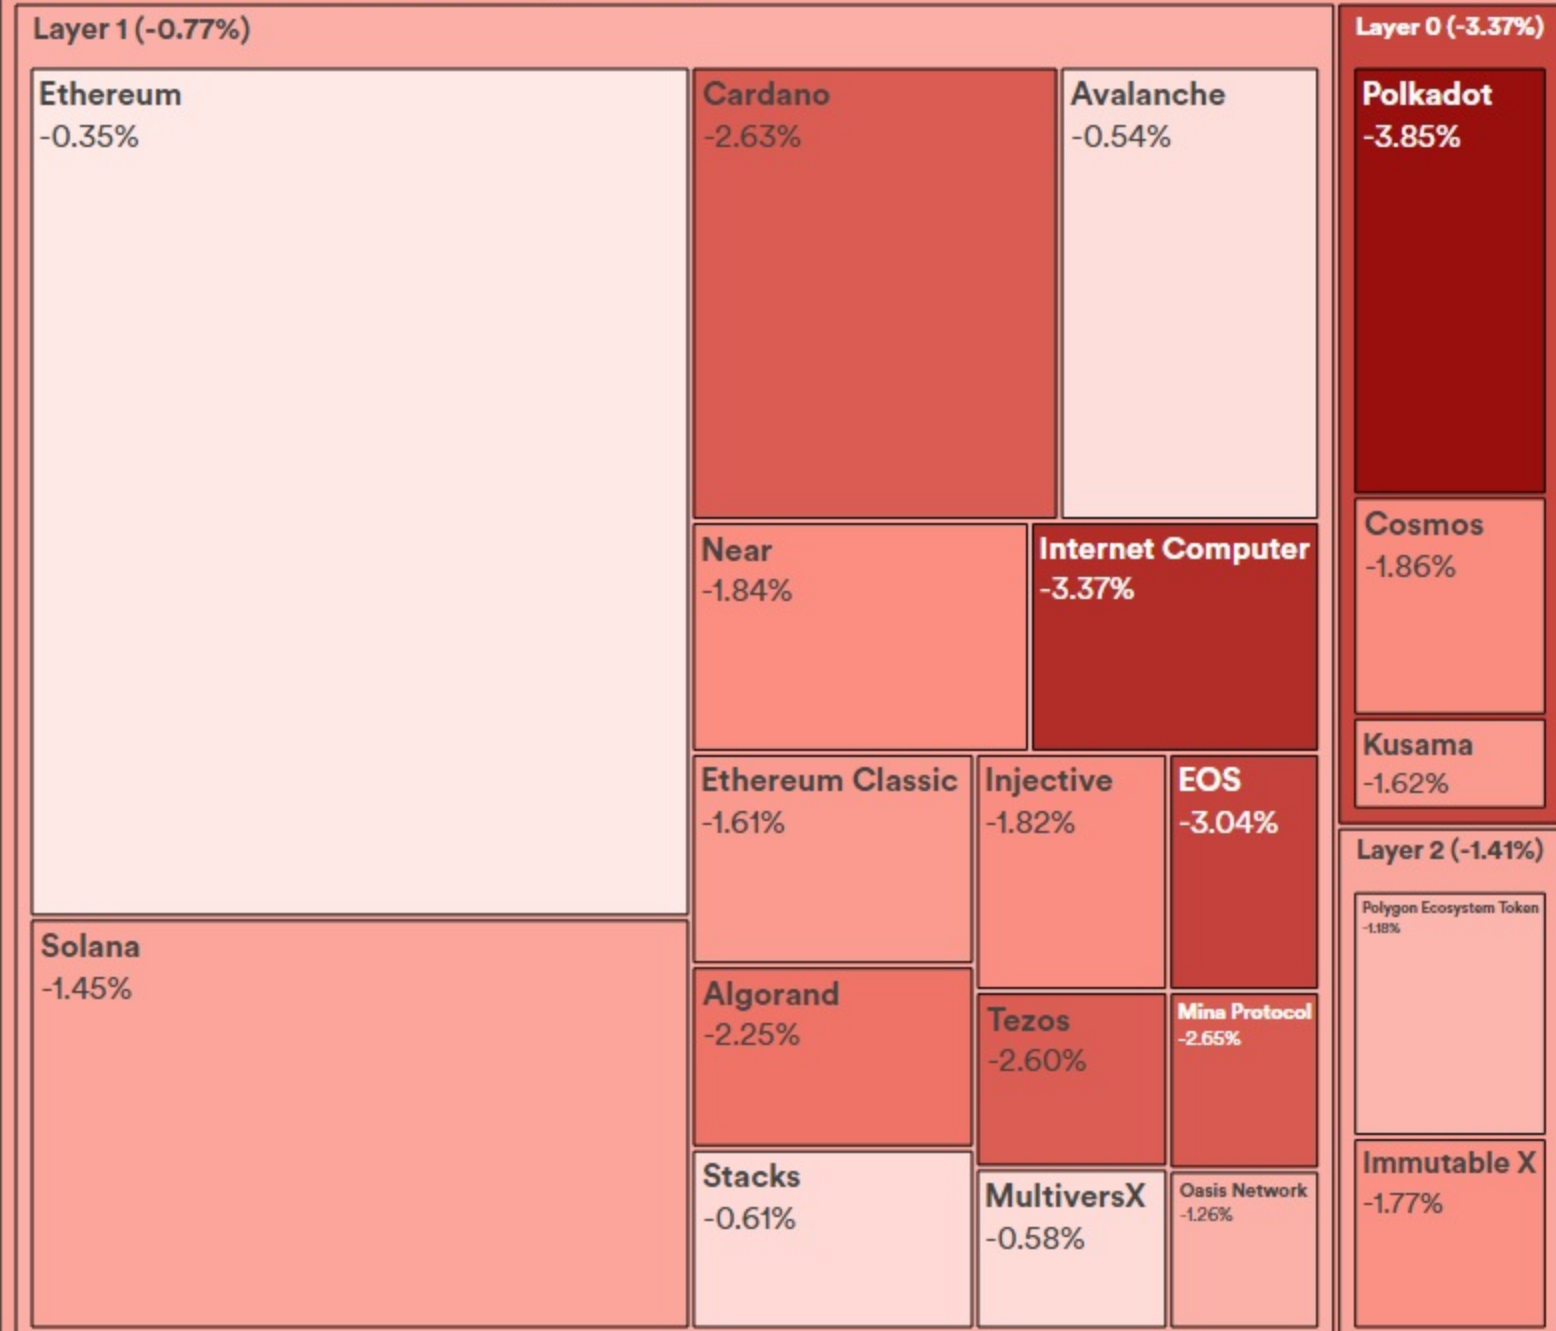 Layer 1 (-0.77%)
Ethereum
-0.35%
Solana
-1.45%
Cardano
-2.63%
Avalanche
-0.54%
Near
-1.84%
Internet Computer
-3.37%
Ethereum Classic
-1.61%
Injective
-1.82%
EOS
-3.04%
Algorand
-2.25%
Tezos
-2.60%
Mina Protocol
-2.65%
Stacks
-0.61%
MultiversX
-0.58%
Oasis Network
-1.26%
Layer 0 (-3.37%)
Polkadot
-3.85%
Cosmos
-1.86%
Kusama
-1.62%
Layer 2 (-1.41%)
Polygon Ecosystem Token
-1.18%
Immutable X
-1.77%